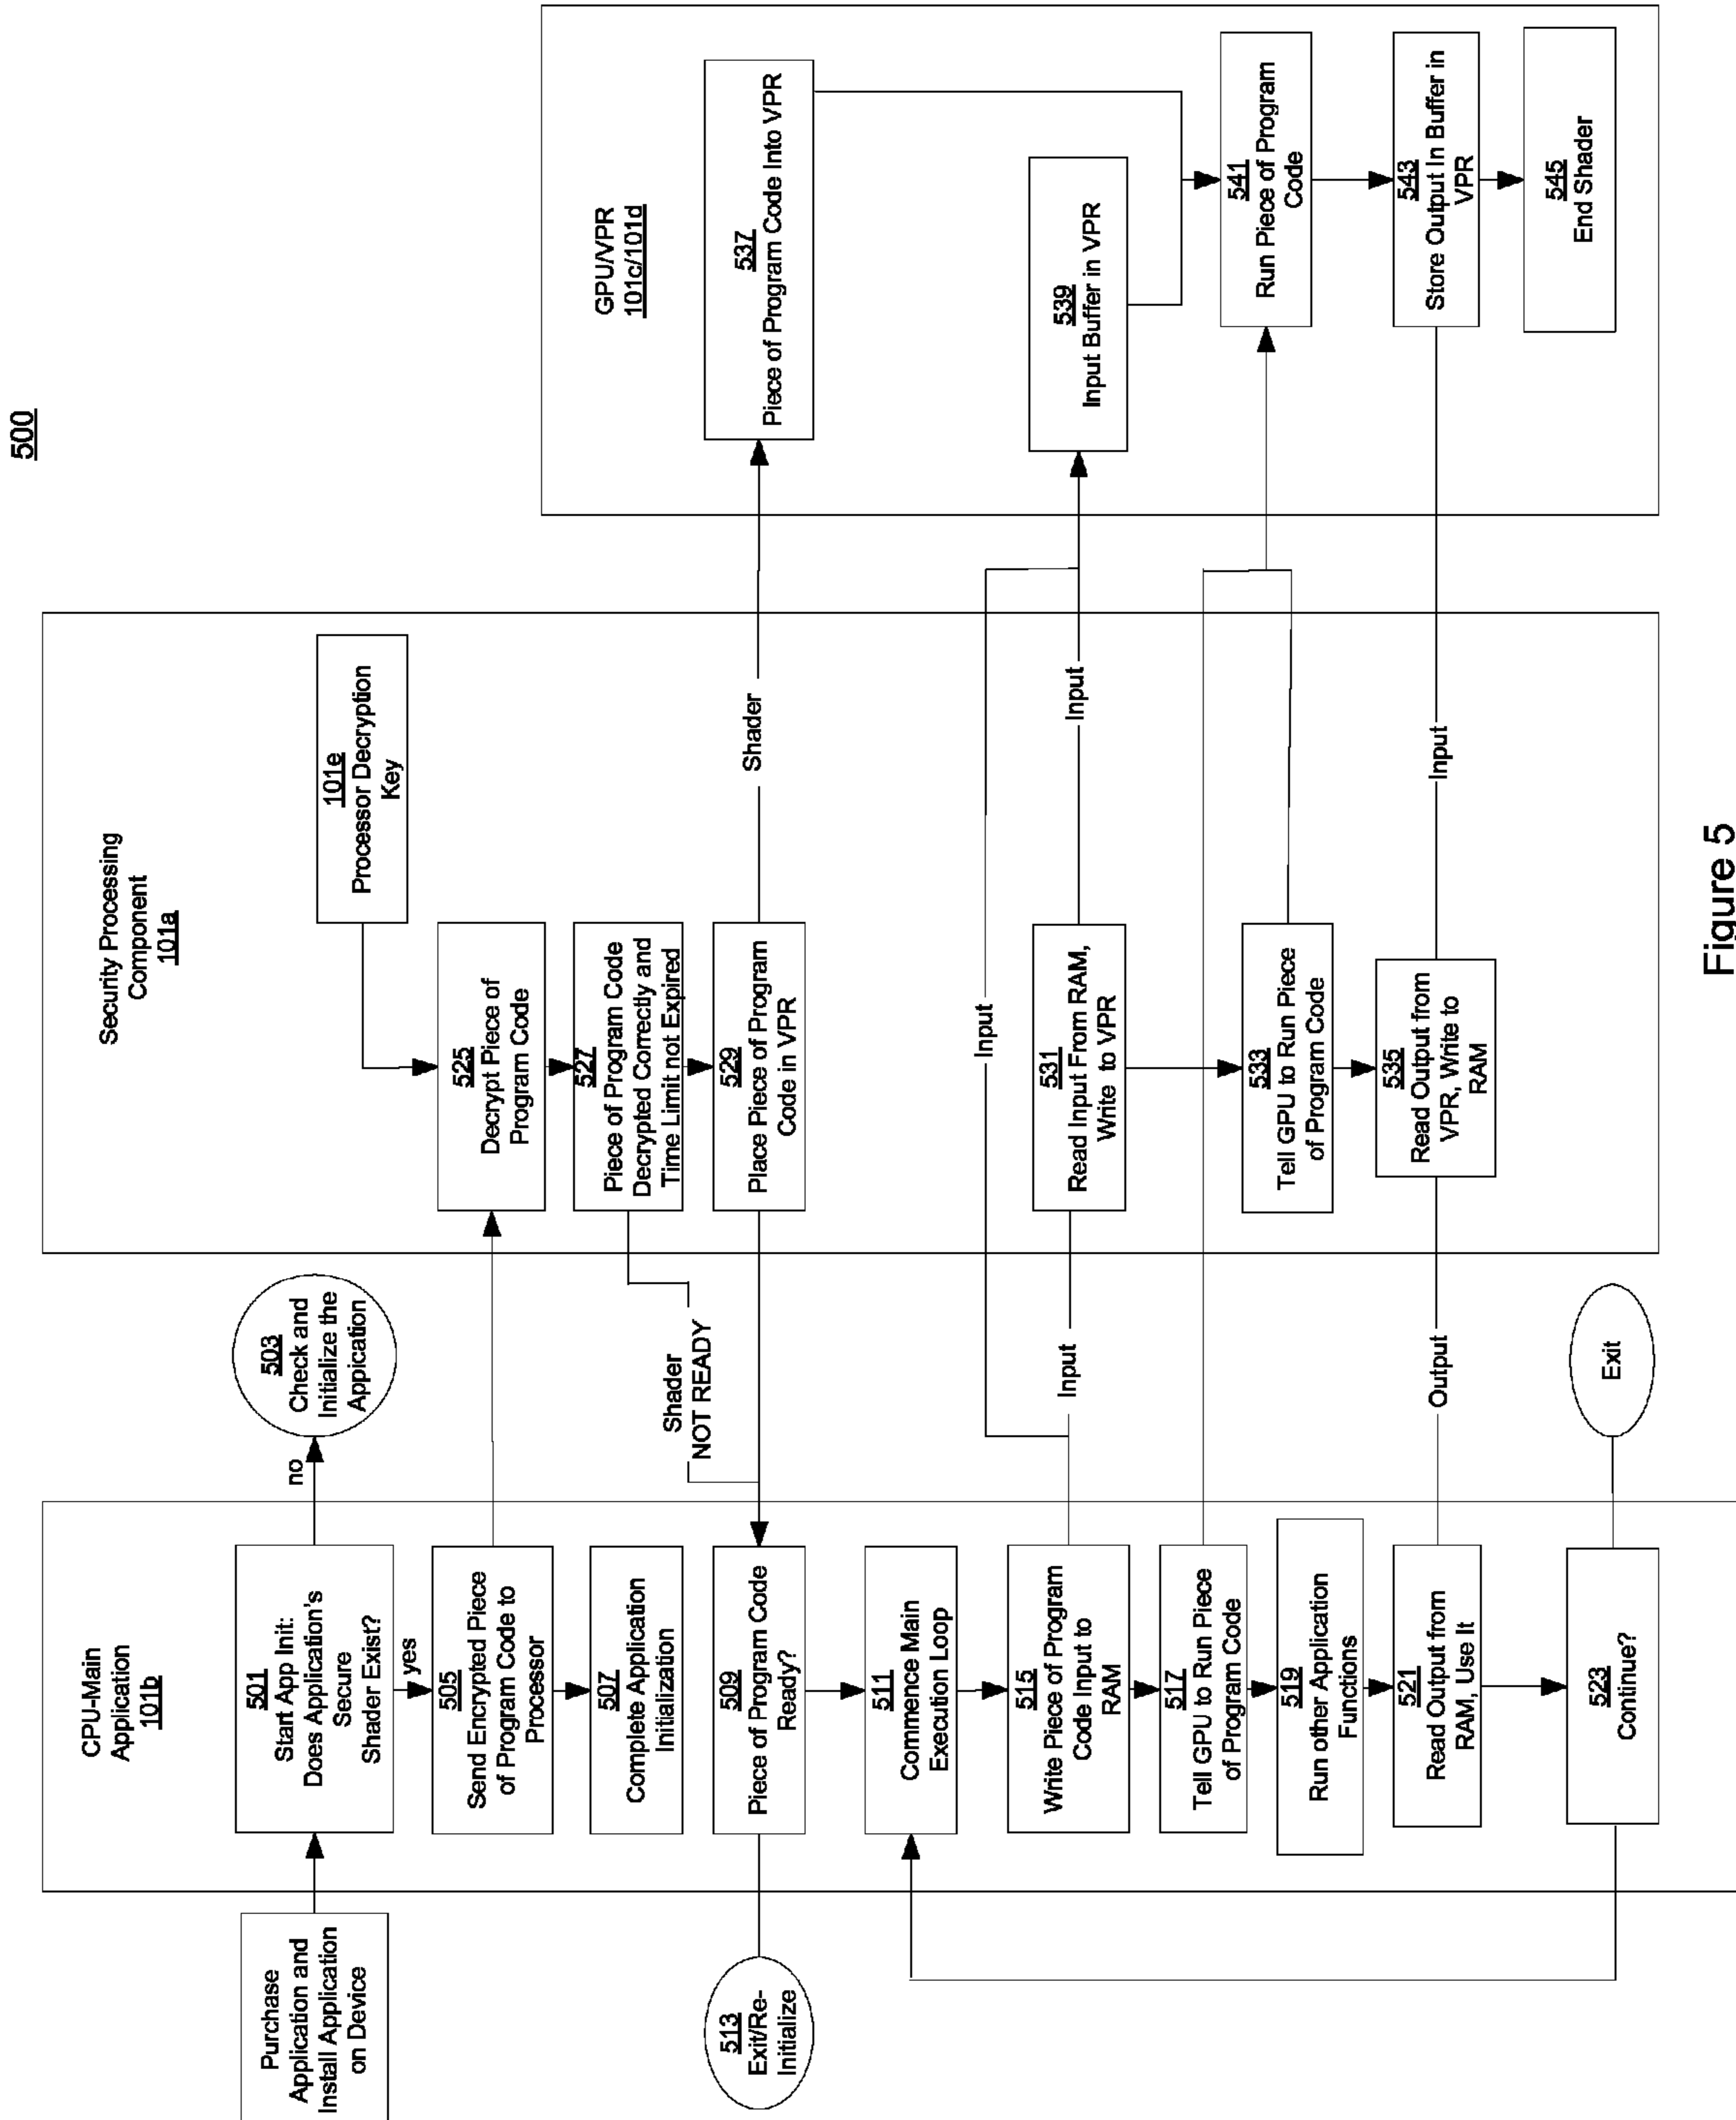 500
CPU-Main
Application
101b
Security Processing
Component
101a
GPU/VPR
101c/101d
Purchase
Application and
Install Application
on Device
501
Start App Init:
Does Application's
Secure
Shader Exist?
no
503
Check and
Initialize the
Appication
yes
505
Send Encrypted Piece
of Program Code to
Processor
507
Complete Application
Initialization
509
Piece of Program Code
Ready?
513
Exit/Re-
Initialize
511
Commence Main
Execution Loop
515
Write Piece of Program
Code Input to
RAM
517
Tell GPU to Run Piece
of Program Code
519
Run other Application
Functions
521
Read Output from
RAM, Use It
523
Continue?
Exit
Shader
NOT READY
Input
Input
Output
101e
Processor Decryption
Key
525
Decrypt Piece of
Program Code
527
Piece of Program Code
Decrypted Correctly and
Time Limit not Expired
529
Place Piece of Program
Code in VPR
531
Read Input From RAM,
Write to VPR
533
Tell GPU to Run Piece
of Program Code
535
Read Output from
VPR, Write to
RAM
Shader
Input
Input
537
Piece of Program Code Into VPR
539
Input Buffer in VPR
541
Run Piece of Program
Code
543
Store Output In Buffer in
VPR
545
End Shader
Figure 5